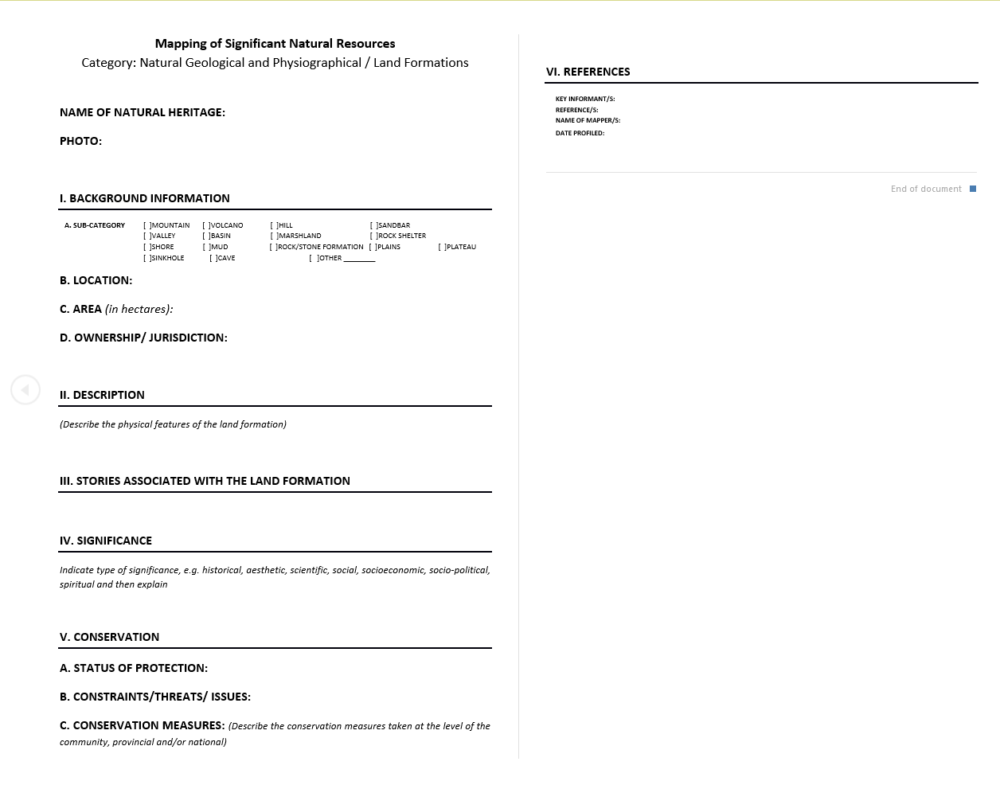 Mapping of Significant Natural Resources
Category: Natural Geological and Physiographical / Land Formations
NAME OF NATURAL HERITAGE:
PHOTO:
I. BACKGROUND INFORMATION
A. SUB-CATEGORY [ ]MOUNTAIN [ ]VOLCANO [ ]HILL [ ]SANDBAR
[ ]VALLEY [ ]BASIN [ ]MARSHLAND [ ]ROCK SHELTER
[ ]SHORE [ ]MUD [ ]ROCK/STONE FORMATION [ ]PLAINS [ ]PLATEAU
[ ]SINKHOLE [ ]CAVE [ ]OTHER ________
B. LOCATION:
C. AREA (in hectares):
D. OWNERSHIP/ JURISDICTION:
II. DESCRIPTION
(Describe the physical features of the land formation)
III. STORIES ASSOCIATED WITH THE LAND FORMATION
IV. SIGNIFICANCE
Indicate type of significance, e.g. historical, aesthetic, scientific, social, socioeconomic, socio-political,
spiritual and then explain
V. CONSERVATION
A. STATUS OF PROTECTION:
B. CONSTRAINTS/THREATS/ ISSUES:
C. CONSERVATION MEASURES: (Describe the conservation measures taken at the level of the
community, provincial and/or national)
VI. REFERENCES
KEY INFORMANT/S:
REFERENCE/S:
NAME OF MAPPER/S:
DATE PROFILED:
End of document